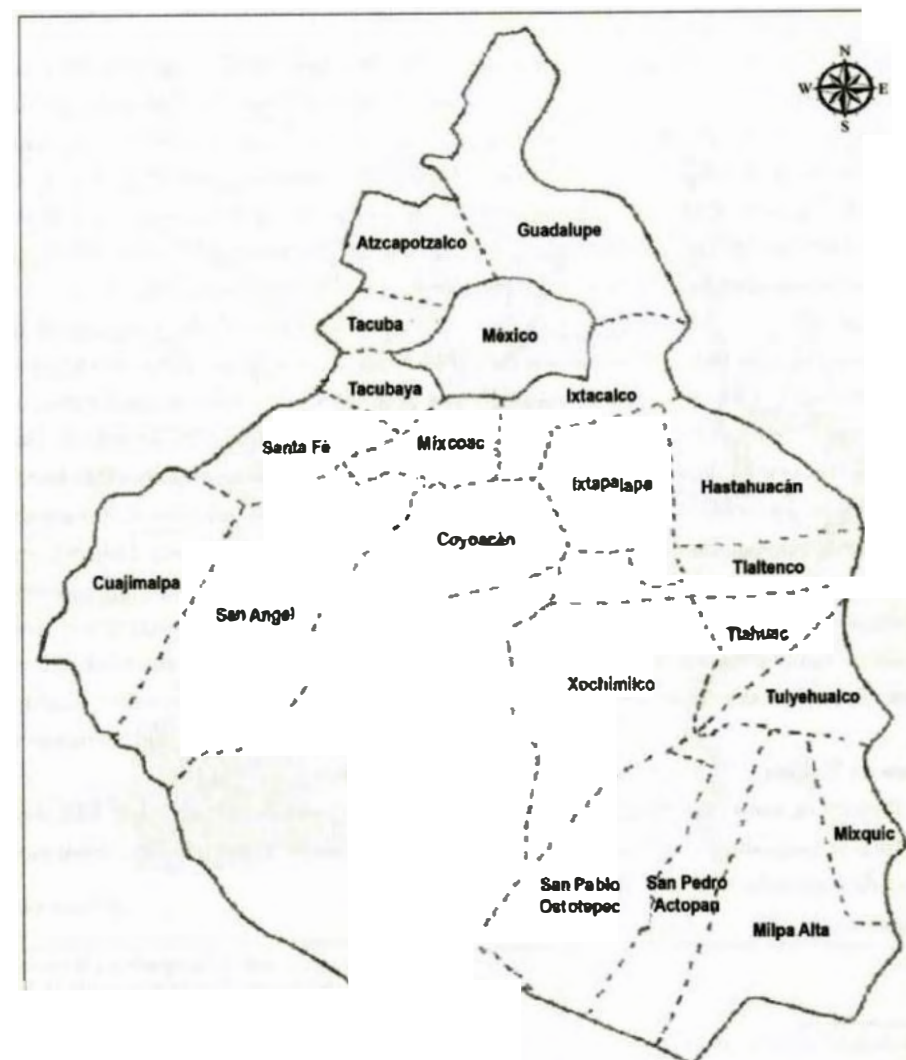 N
W E
S
Guadalupe
Atzcapotzalco
Tacuba
México
Tacubaya
Ixtacalco
Santa Fè
Mixcoac
Ixtapalapa
Hastahuacán
Coyoacán
Tlaltenco
Cuajimalpa
San Angel
Tlahuac
Xochimilco
Tulyehualco
Mixquic
San Pablo
Ostotepec
San Pedro
Actopan
Milpa Alta